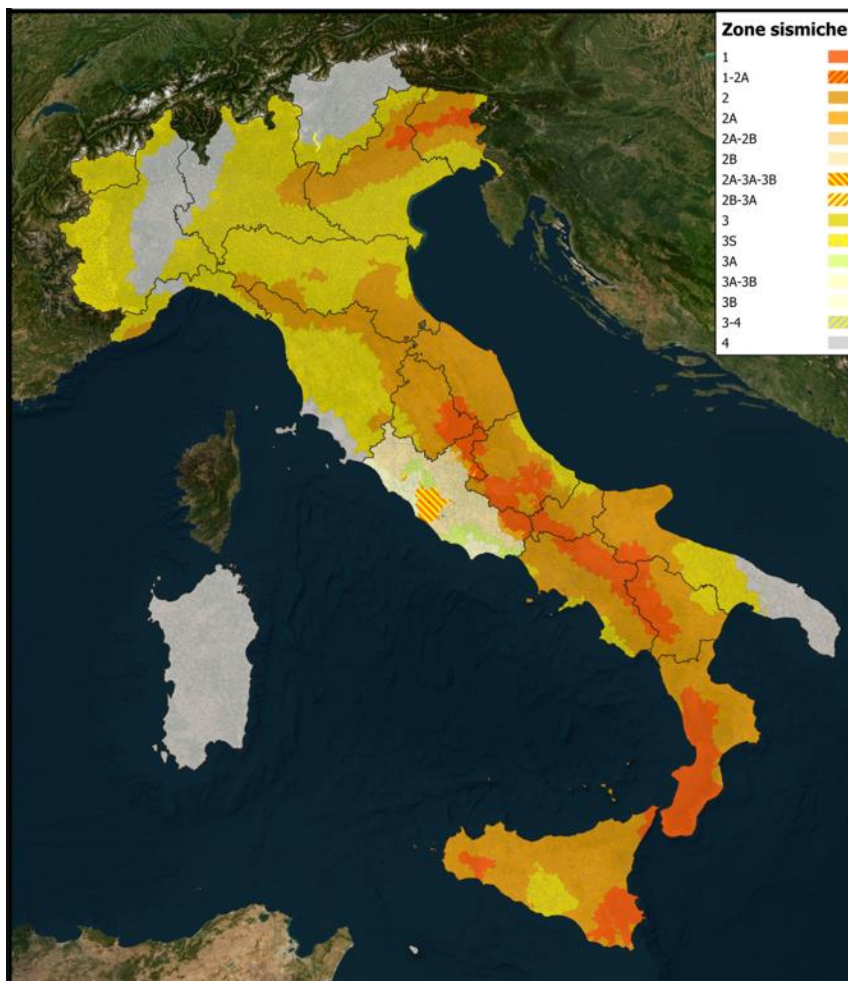 Zone sismiche
1
1-2A
2
2A
2A-2B
2B
2A-3A-3B
2B-3A
3
3S
3A
3A-3B
3B
3-4
4